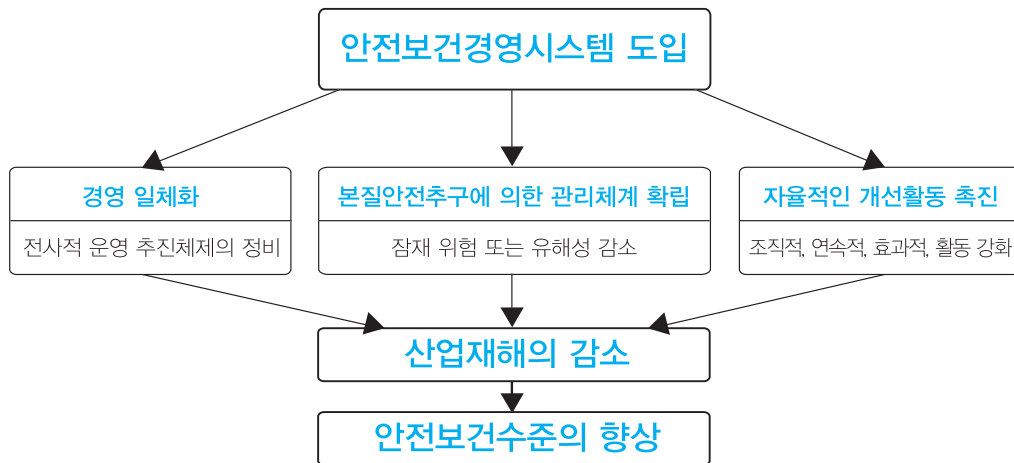 안전보건경영시스템 도입
경영 일체화
전사적 운영 추진체제의 정비
본질안전추구에 의한 관리체계 확립
잠재 위험 또는 유해성 감소
자율적인 개선활동 촉진
조직적, 연속적, 효과적, 활동 강화
산업재해의 감소
안전보건수준의 향상